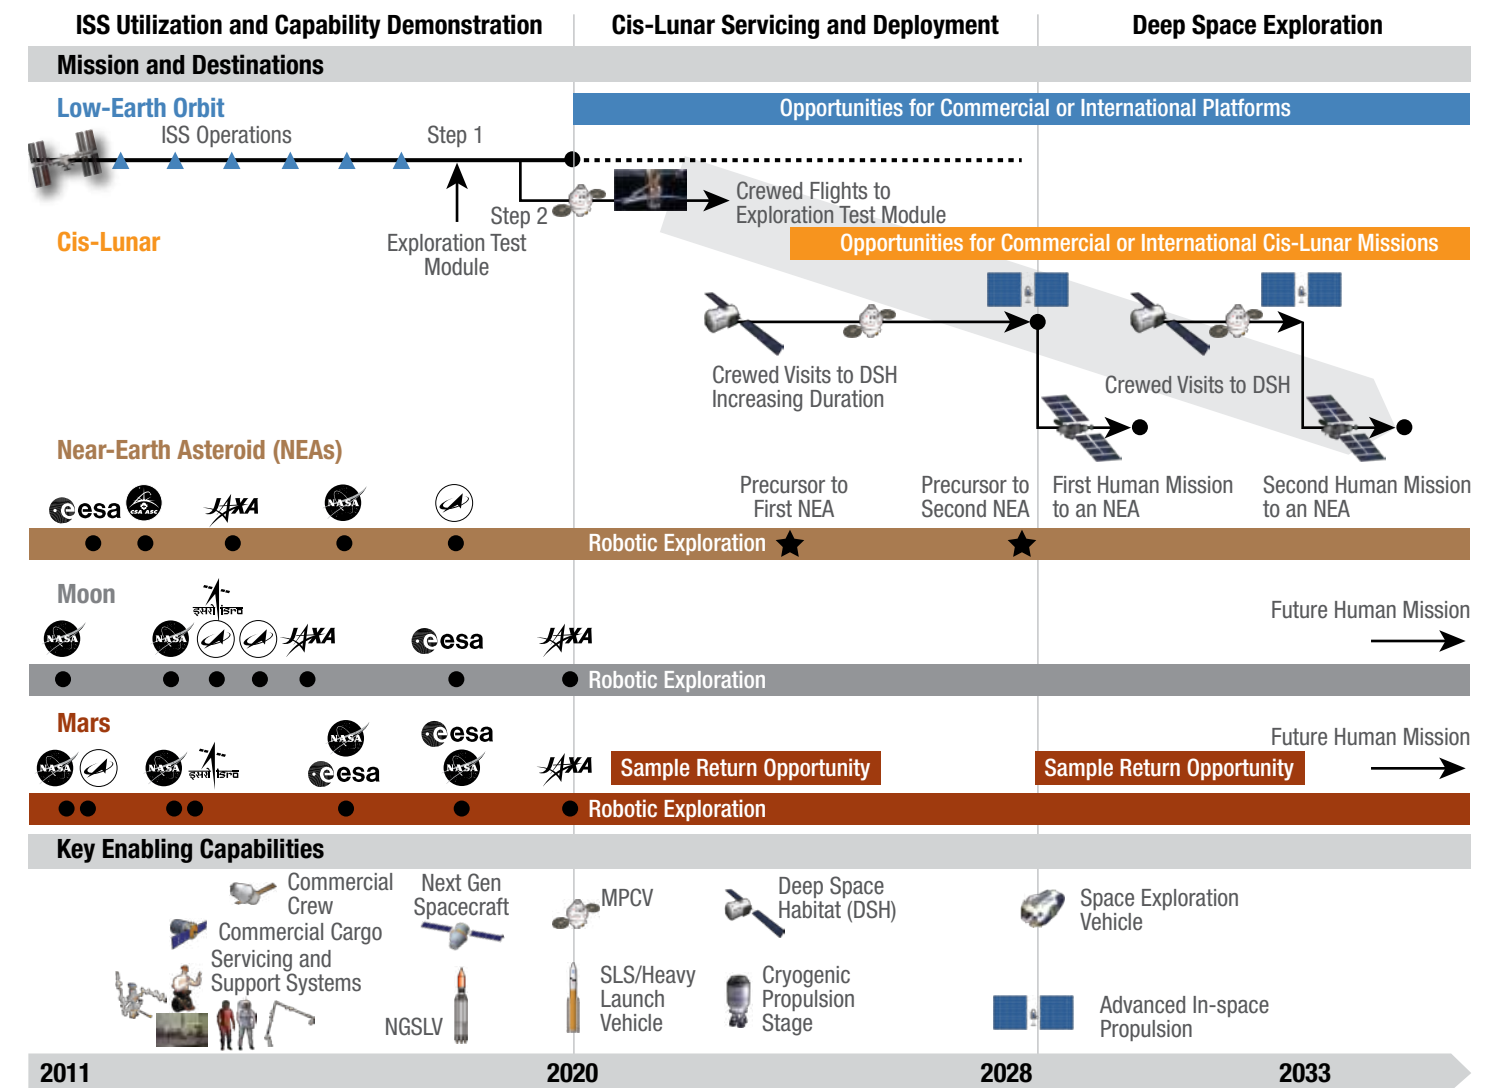 ISS Utilization and Capability Demonstration
Cis-Lunar Servicing and Deployment
Deep Space Exploration
Mission and Destinations
Low-Earth Orbit
Opportunities for Commercial or International Platforms
ISS Operations
Step 1
Crewed Flights to
Exploration Test Module
Step 2
Exploration Test
Module
Cis-Lunar
Opportunities for Commercial or International Cis-Lunar Missions
Crewed Visits to DSH
Increasing Duration
Crewed Visits to DSH
Near-Earth Asteroid (NEAs)
Precursor to
First NEA
Precursor to
Second NEA
First Human Mission
to an NEA
Second Human Mission
to an NEA
esa
CSA ASC
JAXA
NASA
Robotic Exploration
Moon
इसरो isro
NASA
NASA
JAXA
esa
JAXA
Future Human Mission
Robotic Exploration
Mars
NASA
esa
Future Human Mission
NASA
NASA
इसरो isro
esa
NASA
JAXA
Sample Return Opportunity
Sample Return Opportunity
Robotic Exploration
Key Enabling Capabilities
Commercial
Crew
Next Gen
Spacecraft
MPCV
Deep Space
Habitat (DSH)
Space Exploration
Vehicle
Commercial Cargo
Servicing and
Support Systems
NGSLV
SLS/Heavy
Launch
Vehicle
Cryogenic
Propulsion
Stage
Advanced In-space
Propulsion
2011
2020
2028
2033